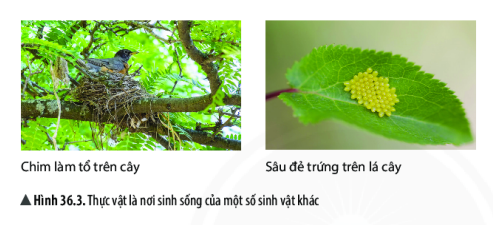 Chim làm tổ trên cây
Sâu đẻ trứng trên lá cây
▲Hình 36.3. Thực vật là nơi sinh sống của một số sinh vật khác